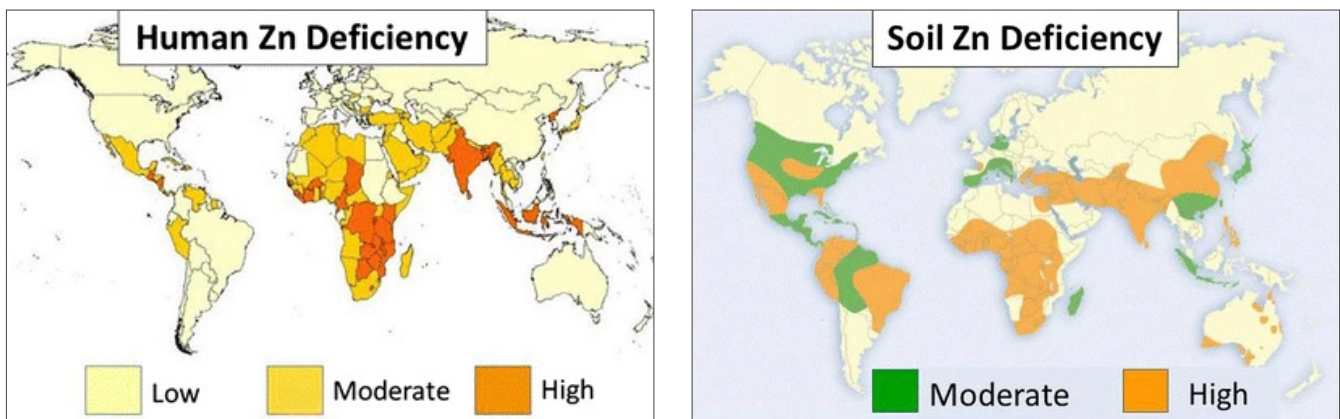 Human Zn Deficiency
Low
Moderate
High
Soil Zn Deficiency
Moderate
High